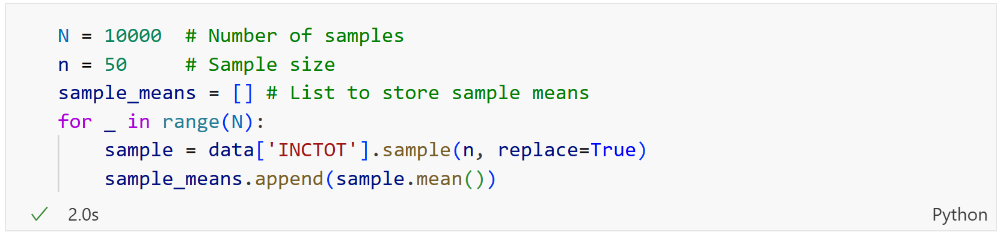 N = 10000  # Number of samples
n = 50     # Sample size
sample_means = [] # List to store sample means
for _ in range(N):
    sample = data['INCTOT'].sample(n, replace=True)
    sample_means.append(sample.mean())
2.0s
Python